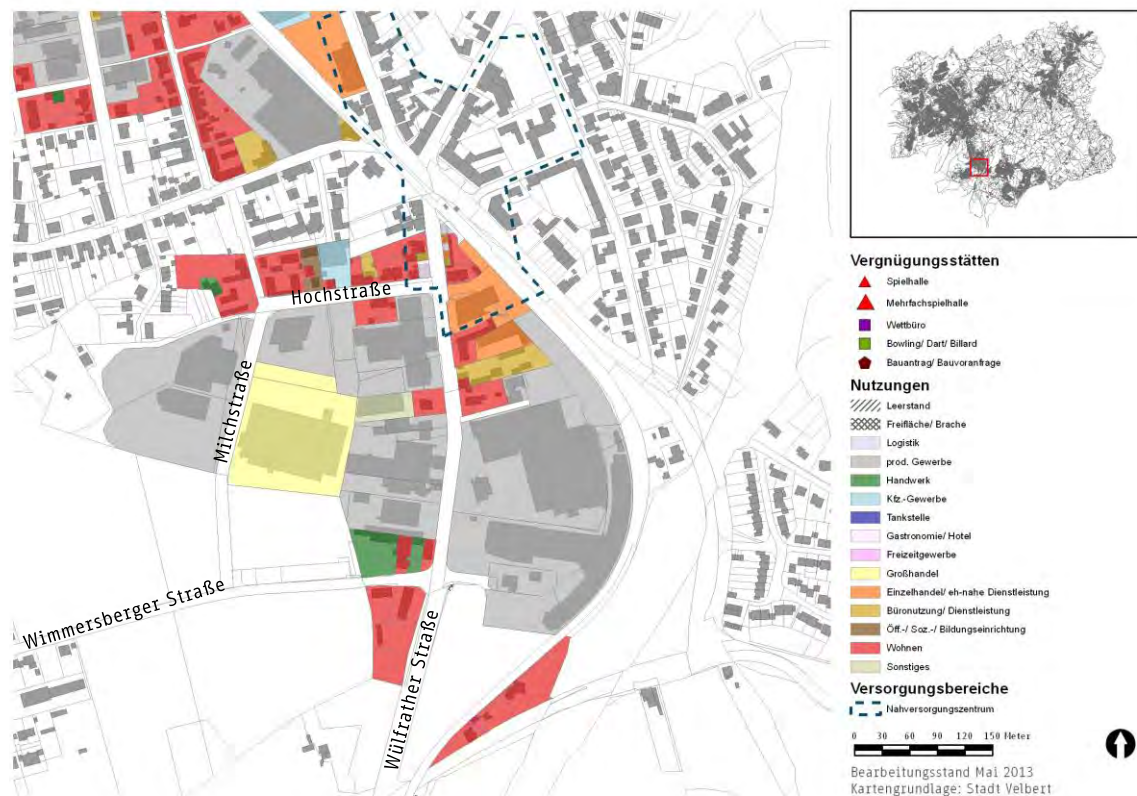 Hochstraße
Milchstraße
Wimmersberger Straße
Wülfrather Straße
Vergnügungsstätten
Spielhalle
Mehrfachspielhalle
Wettbüro
Bowling/ Dart/ Billard
Bauantrag/ Bauvoranfrage
Nutzungen
Leerstand
Freifläche/ Brache
Logistik
prod. Gewerbe
Handwerk
Kfz.-Gewerbe
Tankstelle
Gastronomie/ Hotel
Freizeitgewerbe
Großhandel
Einzelhandel/ eh-nahe Dienstleistung
Büronutzung/ Dienstleistung
Öff.-/ Soz.-/ Bildungseinrichtung
Wohnen
Sonstiges
Versorgungsbereiche
Nahversorgungszentrum
0 30 60 90 120 150 Meter
Bearbeitungsstand Mai 2013
Kartengrundlage: Stadt Velbert